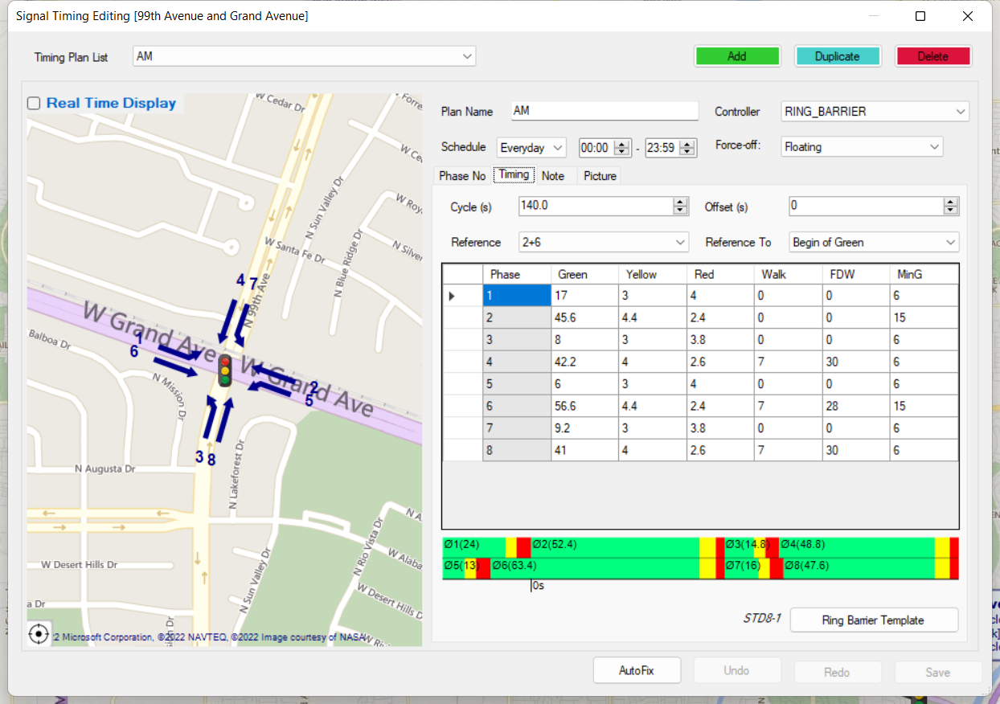 Signal Timing Editing [99th Avenue and Grand Avenue]
Timing Plan List AM Add Duplicate Delete
Real Time Display
Plan Name AM Controller RING_BARRIER
Schedule Everyday 00:00 - 23:59 Force-off: Floating
Phase No Timing Note Picture
Cycle (s) 140.0 Offset (s) 0
Reference 2+6 Reference To Begin of Green
Phase Green Yellow Red Walk FDW MinG
1 17 3 4 0 0 6
2 45.6 4.4 2.4 0 0 15
3 8 3 3.8 0 0 6
4 42.2 4 2.6 7 30 6
5 6 3 4 0 0 6
6 56.6 4.4 2.4 7 28 15
7 9.2 3 3.8 0 0 6
8 41 4 2.6 7 30 6
Ø1(24) Ø2(52.4) Ø3(14.8) Ø4(48.8)
Ø5(13) Ø6(63.4) Ø7(16) Ø8(47.6)
0s
STD8-1 Ring Barrier Template
AutoFix Undo Redo Save
W Cedar Dr
Forre
W Ce
N Sun Valley Dr
W Roy
W Santa Fe Dr
N Blue Ridge Dr
N Silver
4 7
N 99th Ave
W Grand Ave
W Grand Ave
Balboa Dr
1
6
2
5
N Mission Dr
3 8
N Lakeforest Dr
N Augusta Dr
N A
N Rio Vista Dr
W Alaba
W Desert Hills Dr
N Sun Valley Dr
W Desert Hills D
a Dr
2 Microsoft Corporation, ©2022 NAVTEQ, ©2022 Image courtesy of NASA